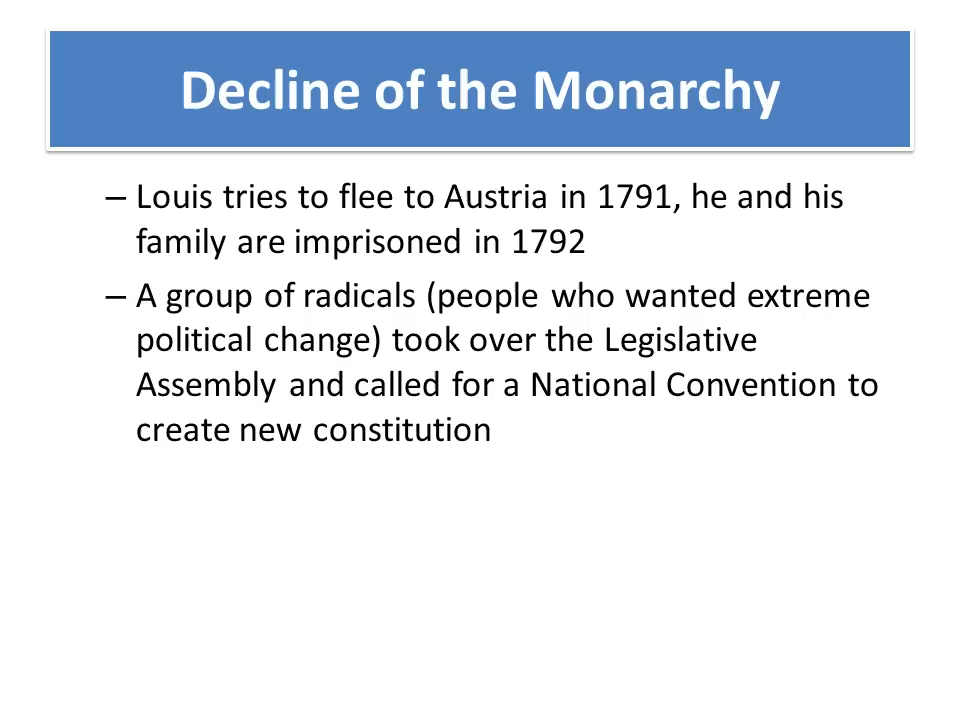 Decline of the Monarchy
– Louis tries to flee to Austria in 1791, he and his
family are imprisoned in 1792
– A group of radicals (people who wanted extreme
political change) took over the Legislative
Assembly and called for a National Convention to
create new constitution